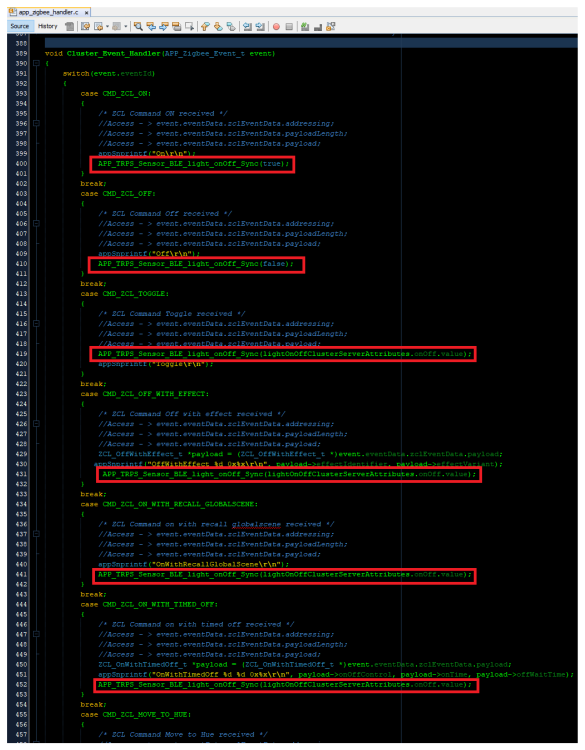 app_zigbee_handler.c x
Source History
388
389 void Cluster_Event_Handler(APP_Zigbee_Event_t event)
390 {
391 switch(event.eventId)
392 {
393 case CMD_ZCL_ON:
394 {
395 /* ZCL Command ON received */
396 //Access - > event.eventData.zclEventData.addressing;
397 //Access - > event.eventData.zclEventData.payloadLength;
398 //Access - > event.eventData.zclEventData.payload;
399 appSnprintf("On\r\n");
400 APP_TRPS_Sensor_BLE_light_onOff_Sync(true);
401 }
402 break;
403 case CMD_ZCL_OFF:
404 {
405 /* ZCL Command Off received */
406 //Access - > event.eventData.zclEventData.addressing;
407 //Access - > event.eventData.zclEventData.payloadLength;
408 //Access - > event.eventData.zclEventData.payload;
409 appSnprintf("Off\r\n");
410 APP_TRPS_Sensor_BLE_light_onOff_Sync(false);
411 }
412 break;
413 case CMD_ZCL_TOGGLE:
414 {
415 /* ZCL Command Toggle received */
416 //Access - > event.eventData.zclEventData.addressing;
417 //Access - > event.eventData.zclEventData.payloadLength;
418 //Access - > event.eventData.zclEventData.payload;
419 APP_TRPS_Sensor_BLE_light_onOff_Sync(lightOnOffClusterServerAttributes.onOff.value);
420 appSnprintf("Toggle\r\n");
421 }
422 break;
423 case CMD_ZCL_OFF_WITH_EFFECT:
424 {
425 /* ZCL Command Off with effect received */
426 //Access - > event.eventData.zclEventData.addressing;
427 //Access - > event.eventData.zclEventData.payloadLength;
428 //Access - > event.eventData.zclEventData.payload;
429 ZCL_OffWithEffect_t *payload = (ZCL_OffWithEffect_t *)event.eventData.zclEventData.payload;
430 appSnprintf("OffWithEffect %d 0x%x\r\n", payload->effectIdentifier, payload->effectVariant);
431 APP_TRPS_Sensor_BLE_light_onOff_Sync(lightOnOffClusterServerAttributes.onOff.value);
432 }
433 break;
434 case CMD_ZCL_ON_WITH_RECALL_GLOBALSCENE:
435 {
436 /* ZCL Command on with recall globalscene received */
437 //Access - > event.eventData.zclEventData.addressing;
438 //Access - > event.eventData.zclEventData.payloadLength;
439 //Access - > event.eventData.zclEventData.payload;
440 appSnprintf("OnWithRecallGlobalScene\r\n");
441 APP_TRPS_Sensor_BLE_light_onOff_Sync(lightOnOffClusterServerAttributes.onOff.value);
442 }
443 break;
444 case CMD_ZCL_ON_WITH_TIMED_OFF:
445 {
446 /* ZCL Command on with timed off received */
447 //Access - > event.eventData.zclEventData.addressing;
448 //Access - > event.eventData.zclEventData.payloadLength;
449 //Access - > event.eventData.zclEventData.payload;
450 ZCL_OnWithTimedOff_t *payload = (ZCL_OnWithTimedOff_t *)event.eventData.zclEventData.payload;
451 appSnprintf("OnWithTimedOff %d %d 0x%x\r\n", payload->onOffControl, payload->onTime, payload->offWaitTime);
452 APP_TRPS_Sensor_BLE_light_onOff_Sync(lightOnOffClusterServerAttributes.onOff.value);
453 }
454 break;
455 case CMD_ZCL_MOVE_TO_HUE:
456 {
457 /* ZCL Command Move to Hue received */